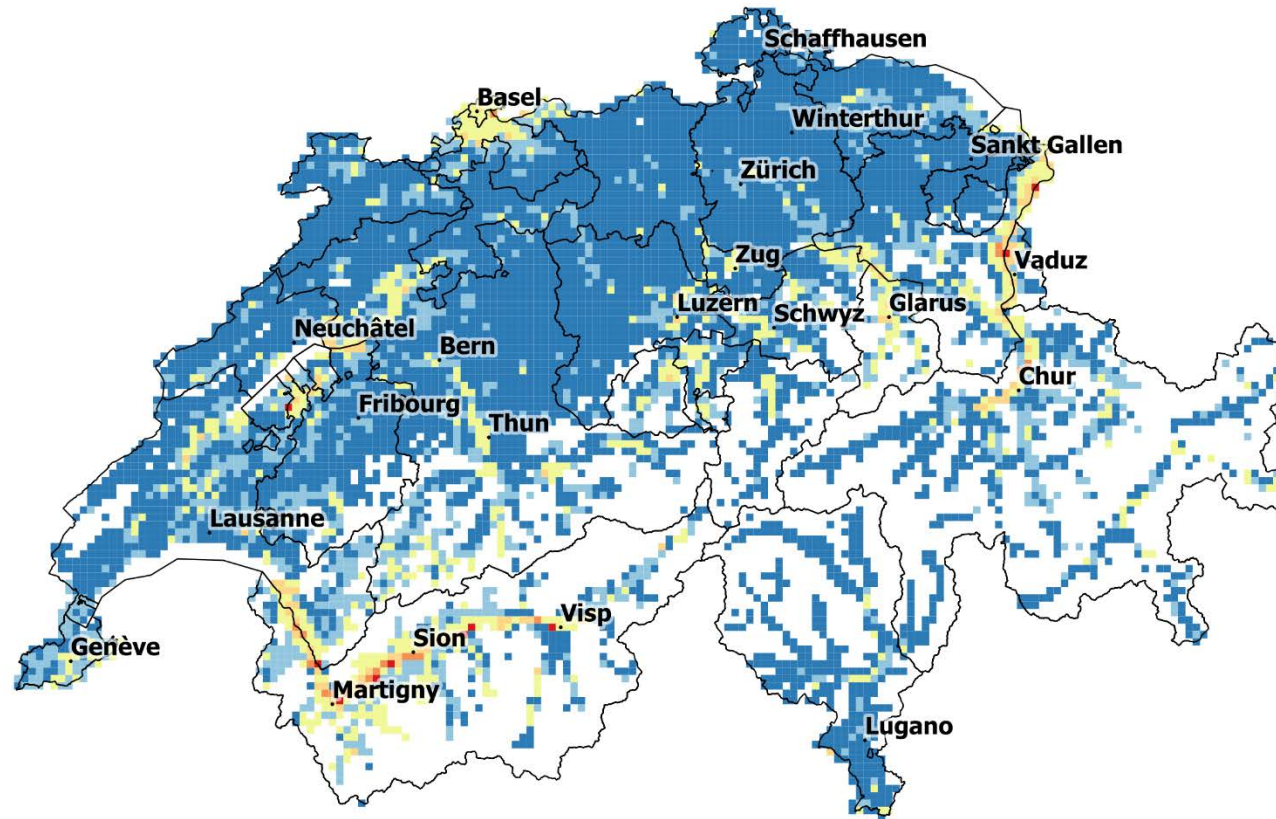 Schaffhausen
Basel
Winterthur
Sankt Gallen
Zürich
Zug
Vaduz
Luzern
Schwyz
Glarus
Neuchâtel
Bern
Chur
Fribourg
Thun
Lausanne
Visp
Sion
Genève
Martigny
Lugano